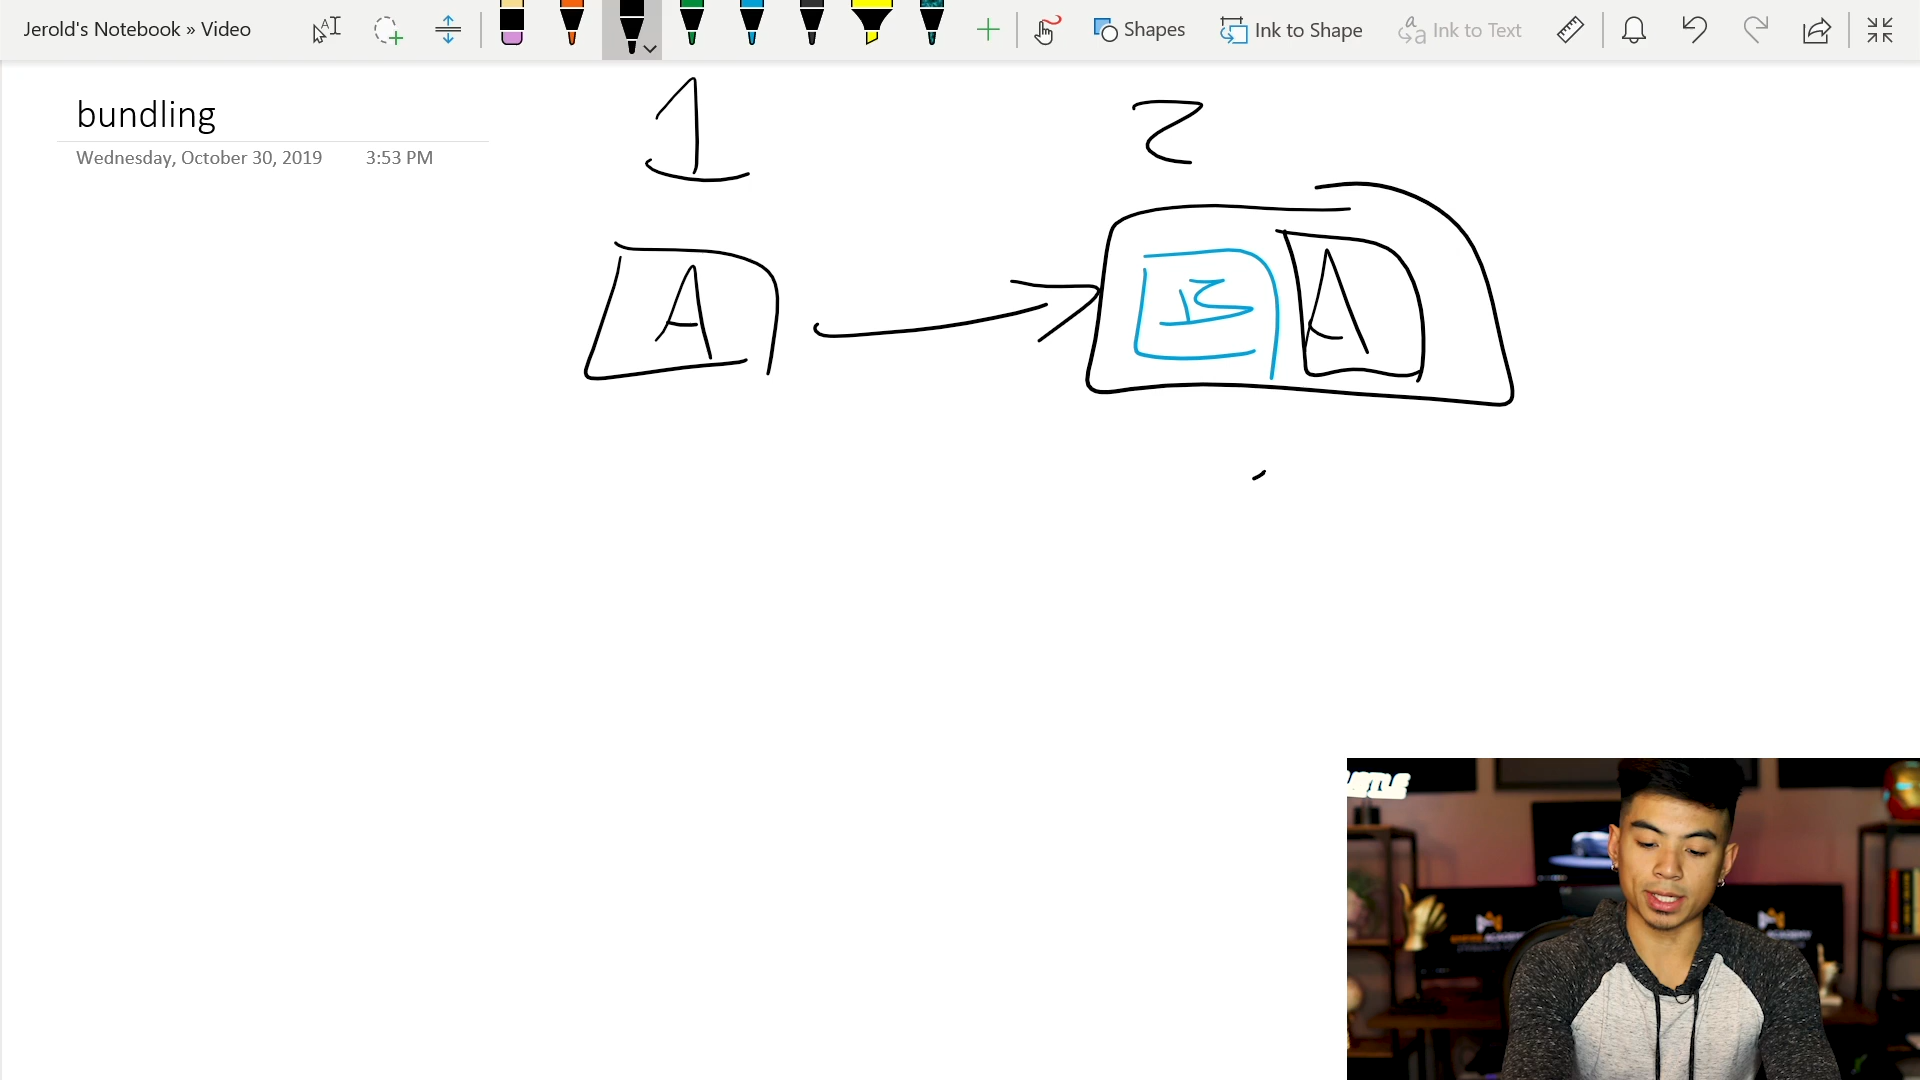 Jerold's Notebook » Video
Shapes
Ink to Shape
Ink to Text
bundling
Wednesday, October 30, 2019 3:53 PM
1
2
A
B
A